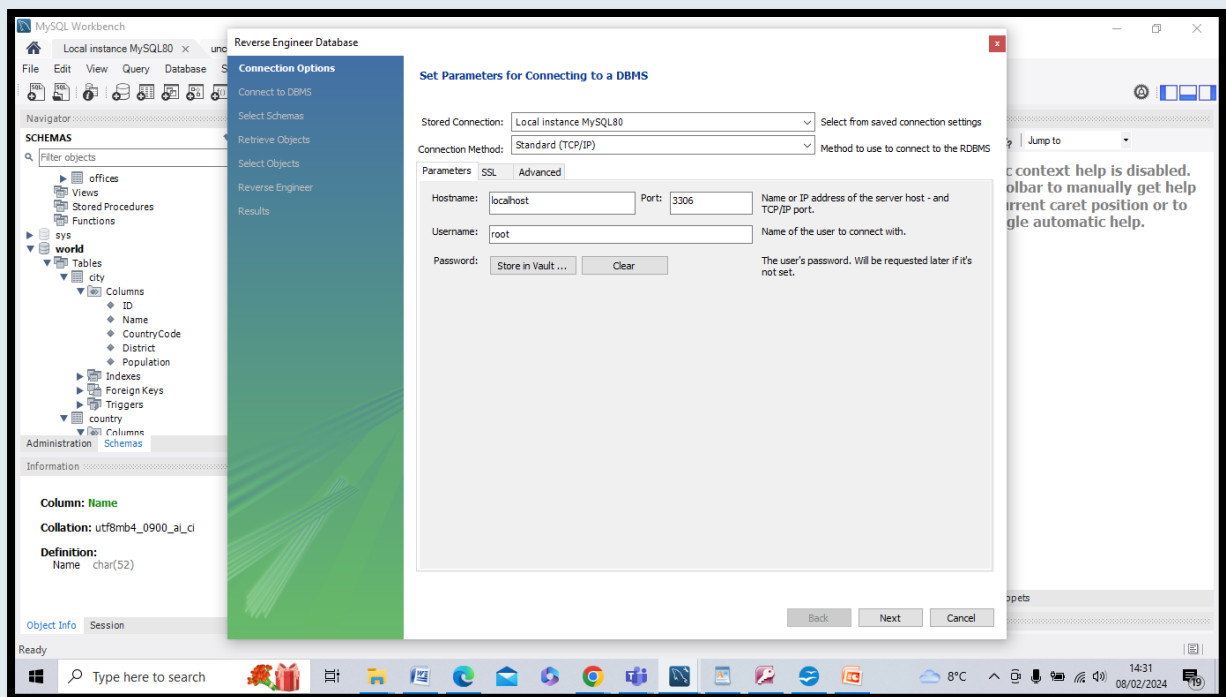 MySQL Workbench
Local instance MySQL80
File Edit View Query Database
Navigator
SCHEMAS
Filter objects
offices
Views
Stored Procedures
Functions
sys
world
Tables
city
Columns
ID
Name
CountryCode
District
Population
Indexes
Foreign Keys
Triggers
country
Columns
Administration Schemas
Information
Column: Name
Collation: utf8mb4_0900_ai_ci
Definition:
Name char(52)
Object Info Session
Ready
Reverse Engineer Database
Connection Options
Connect to DBMS
Select Schemas
Retrieve Objects
Select Objects
Reverse Engineer
Results
Set Parameters for Connecting to a DBMS
Stored Connection: Local instance MySQL80 Select from saved connection settings
Connection Method: Standard (TCP/IP) Method to use to connect to the RDBMS
Parameters SSL Advanced
Hostname: localhost Port: 3306 Name or IP address of the server host - and
TCP/IP port.
Username: root Name of the user to connect with.
Password: Store in Vault ... Clear The user's password. Will be requested later if it's
not set.
Back Next Cancel
Jump to
context help is disabled.
to manually get help
caret position or to
automatic help.
Type here to search
8°C
14:31
08/02/2024
19